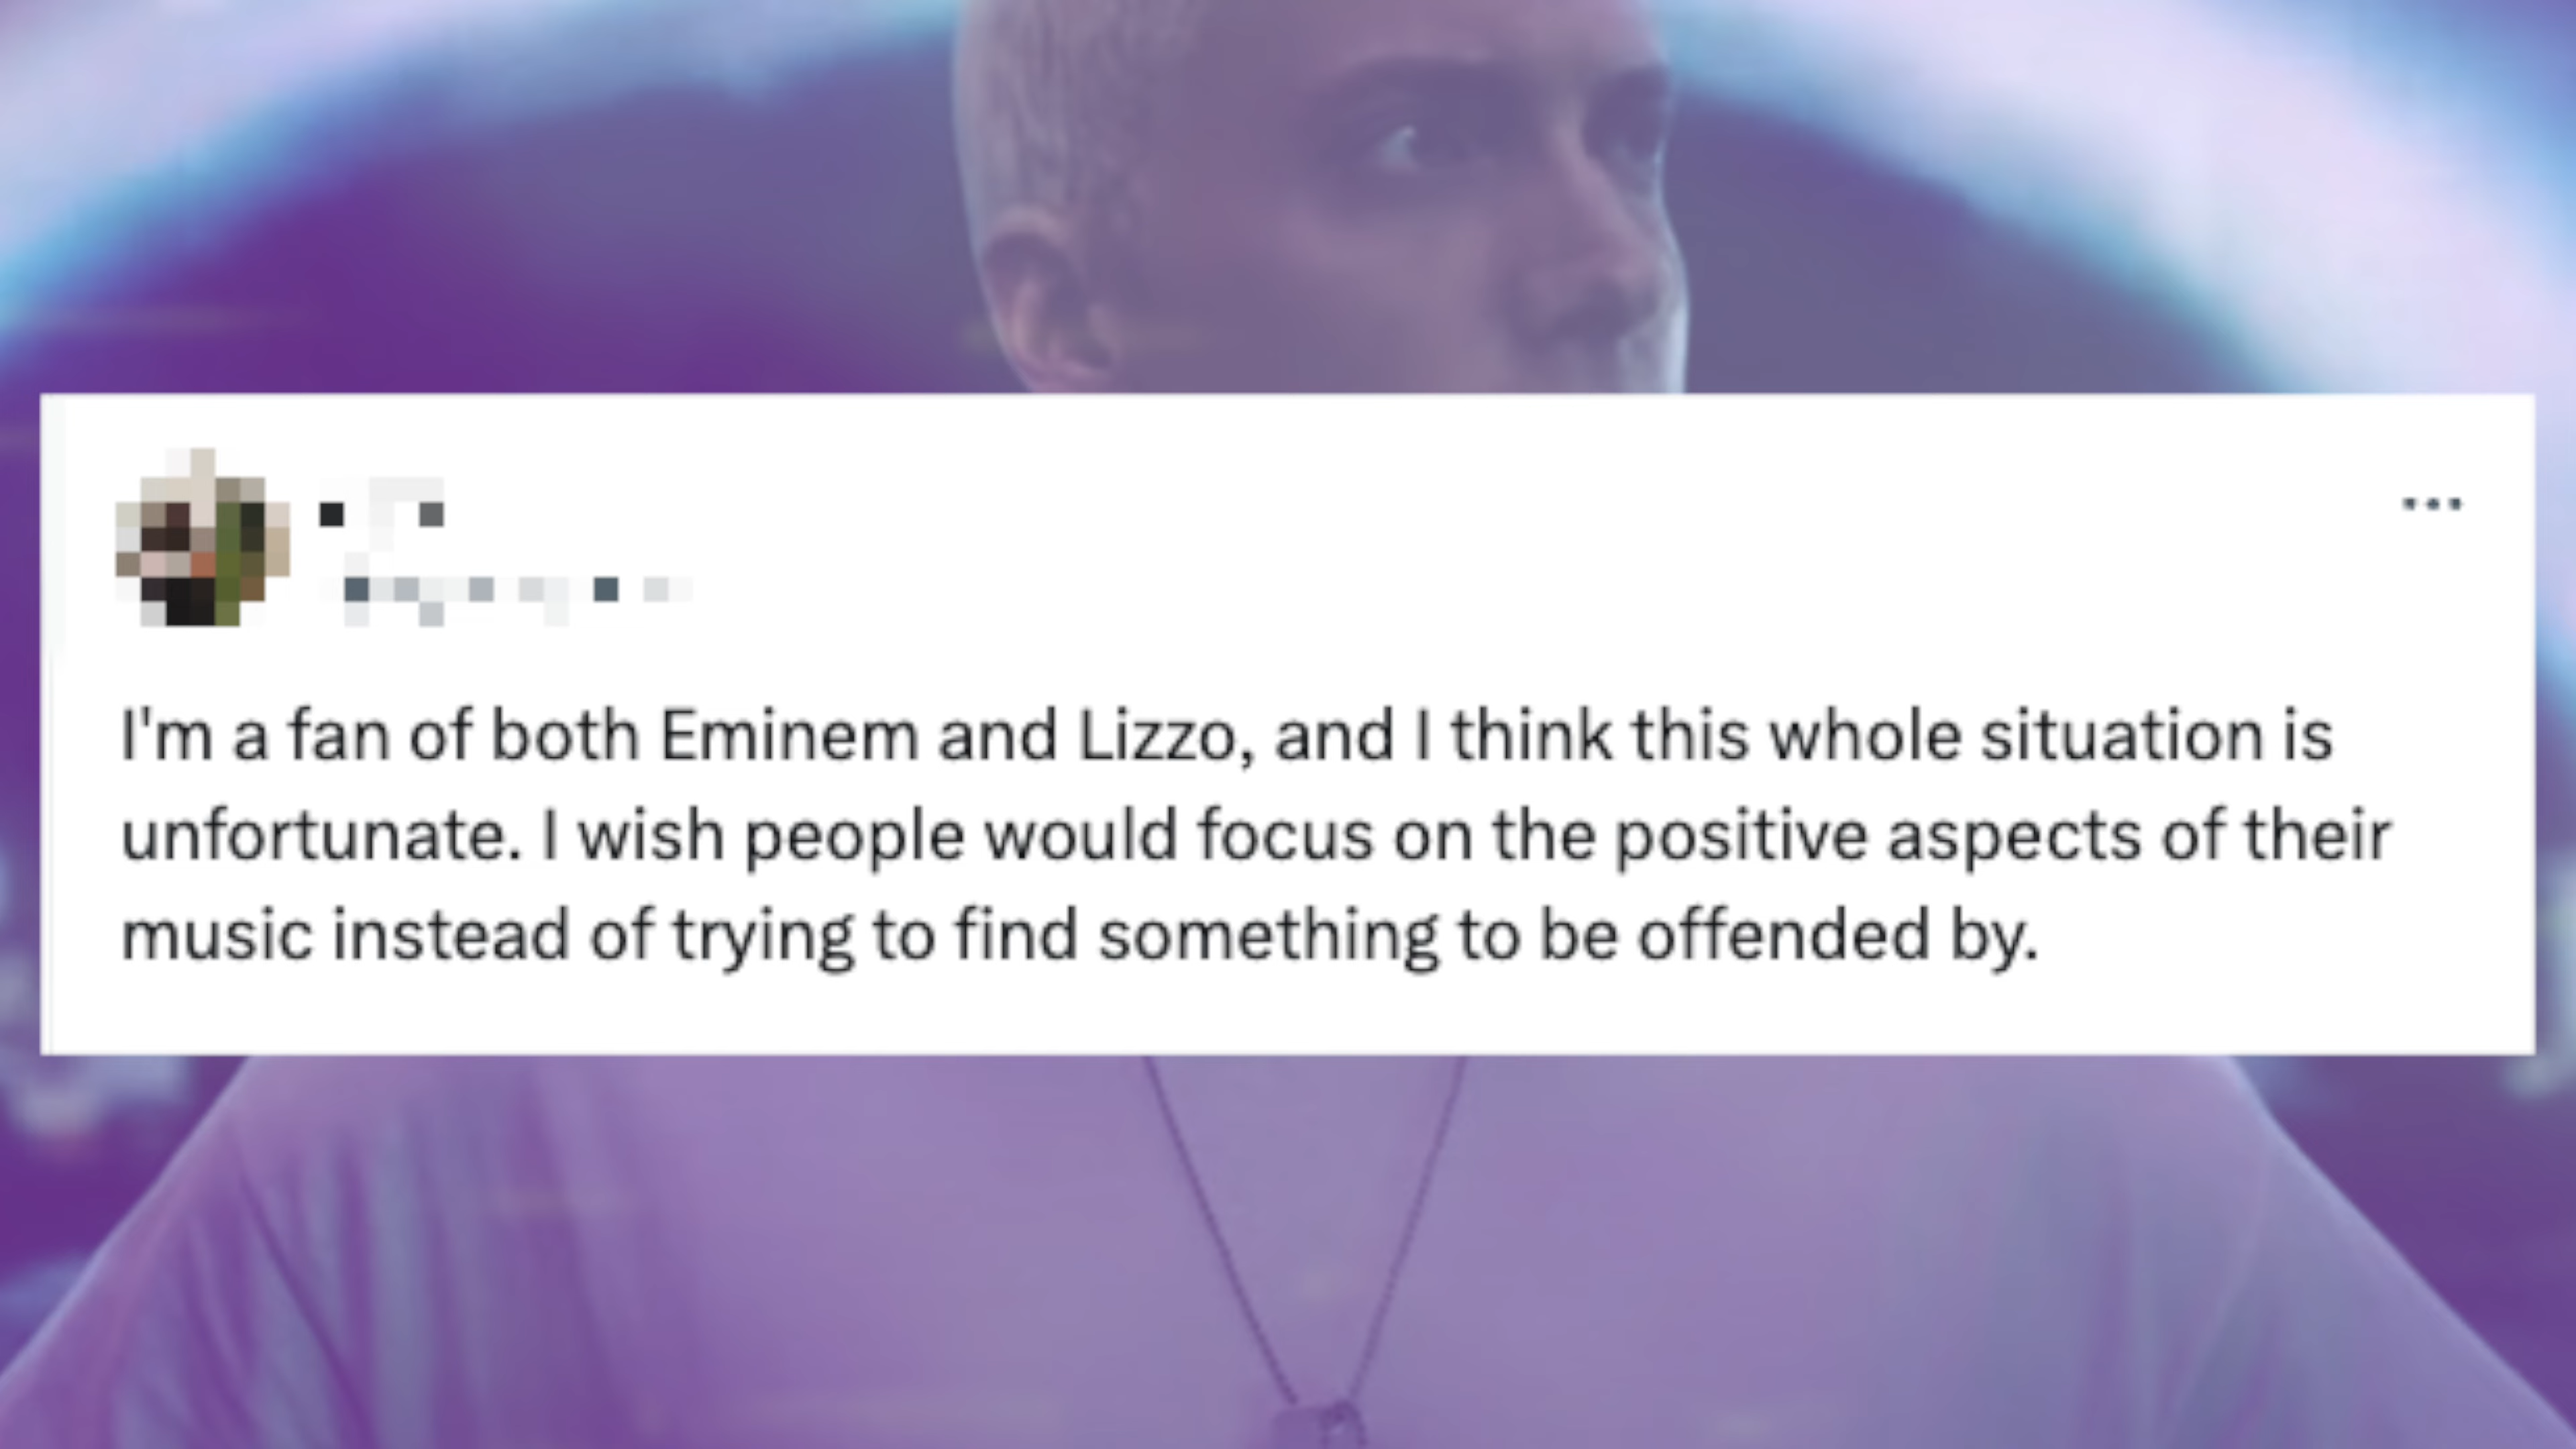 I'm a fan of both Eminem and Lizzo, and I think this whole situation is
unfortunate. I wish people would focus on the positive aspects of their
music instead of trying to find something to be offended by.